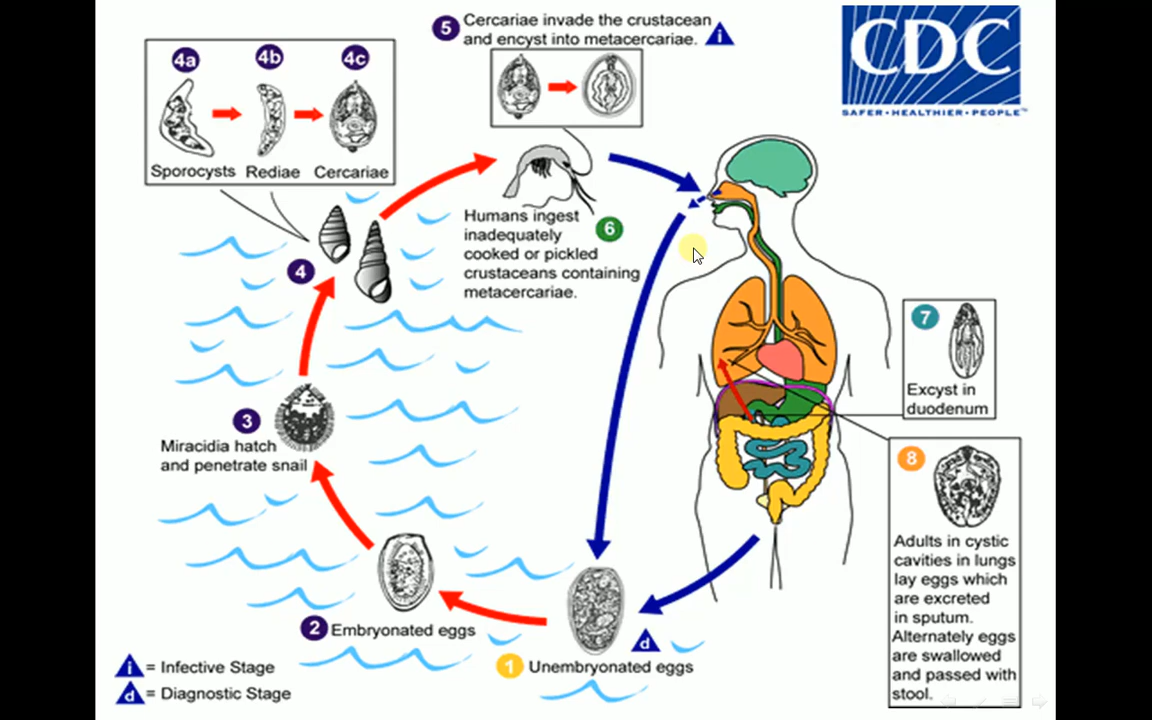 5 Cercariae invade the crustacean
and encyst into metacercariae. i
CDC
SAFER • HEALTHIER • PEOPLE™
4a 4b 4c
Sporocysts Rediae Cercariae
Humans ingest 6
inadequately
cooked or pickled
crustaceans containing
metacercariae.
4
7
Excyst in
duodenum
3
Miracidia hatch
and penetrate snail
8
Adults in cystic
cavities in lungs
lay eggs which
are excreted
in sputum.
Alternately eggs
are swallowed
and passed with
stool.
2 Embryonated eggs
d
1 Unembryonated eggs
i = Infective Stage
d = Diagnostic Stage